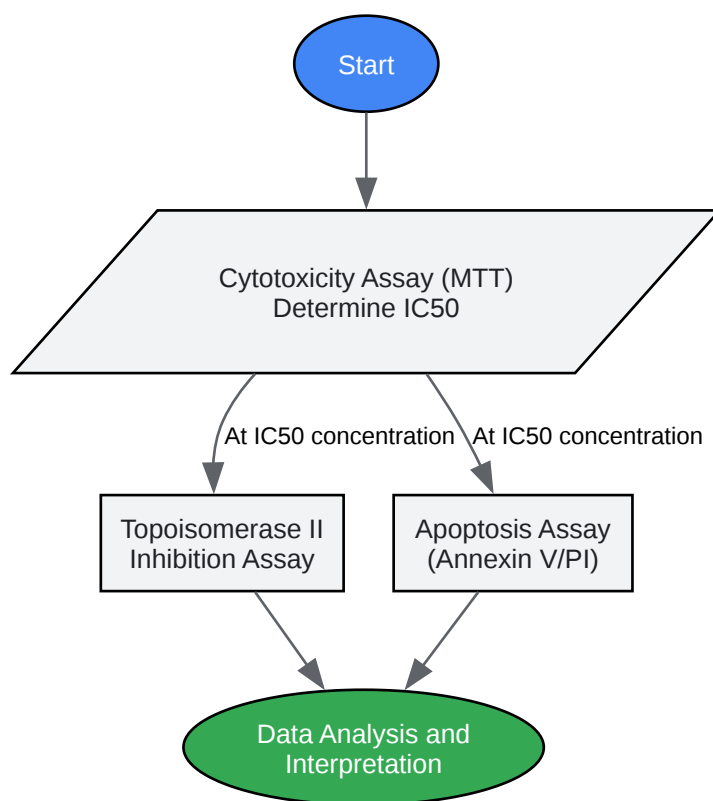 Start
Cytotoxicity Assay (MTT)
Determine IC50
At IC50 concentration
At IC50 concentration
Topoisomerase II
Inhibition Assay
Apoptosis Assay
(Annexin V/PI)
Data Analysis and
Interpretation